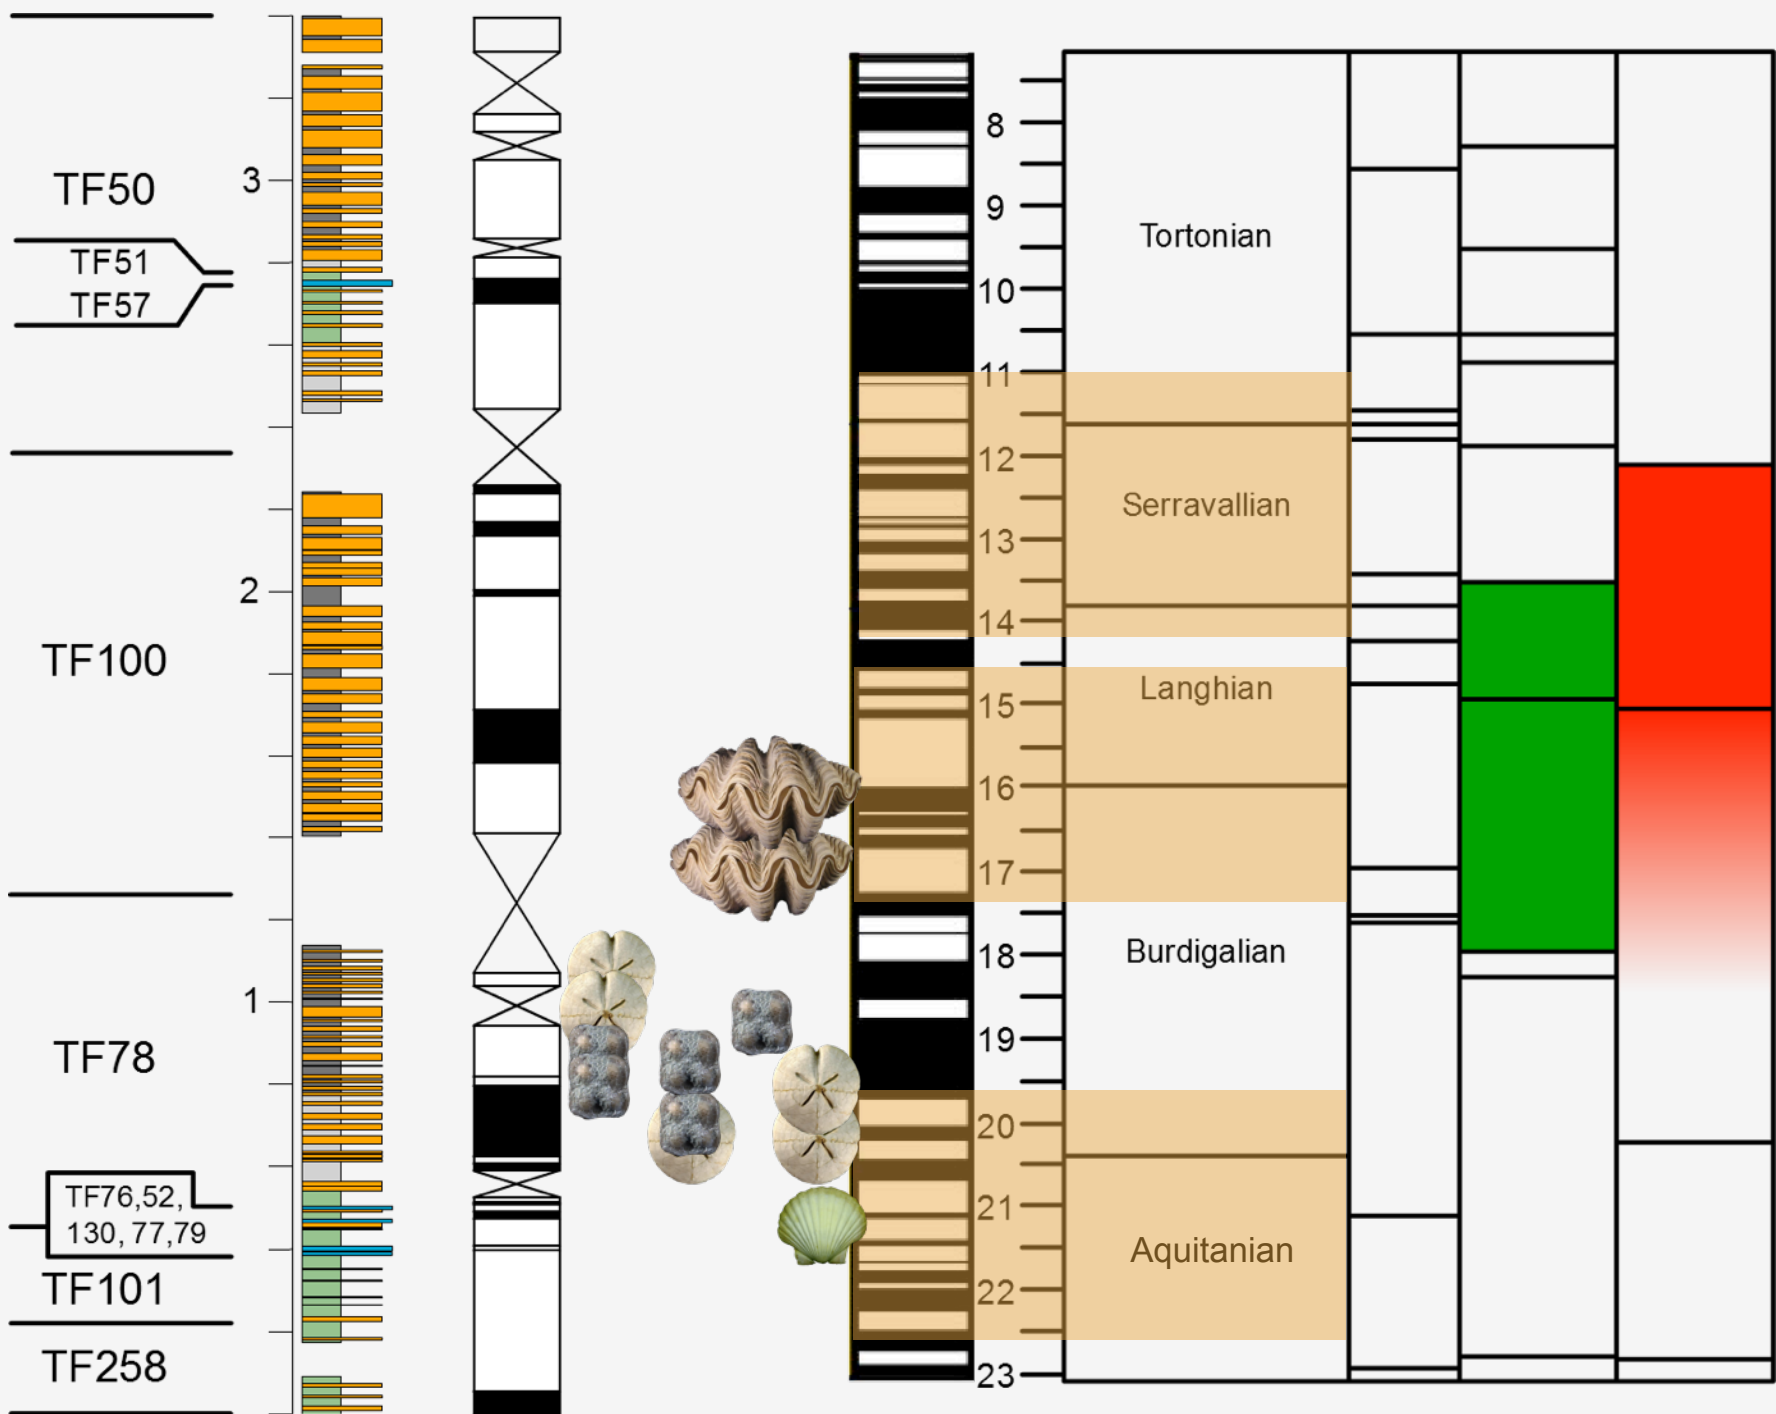 TF50
TF51
TF57
TF100
TF78
TF76,52,
130, 77,79
TF101
TF258
3
2
1
8
9
10
11
12
13
14
15
16
17
18
19
20
21
22
23
Tortonian
Serravallian
Langhian
Burdigalian
Aquitanian